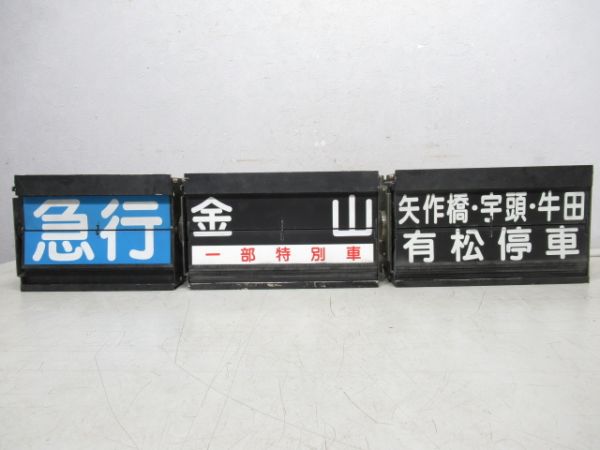 急行
金山
一部特別車
矢作橋・宇頭・牛田
有松停車